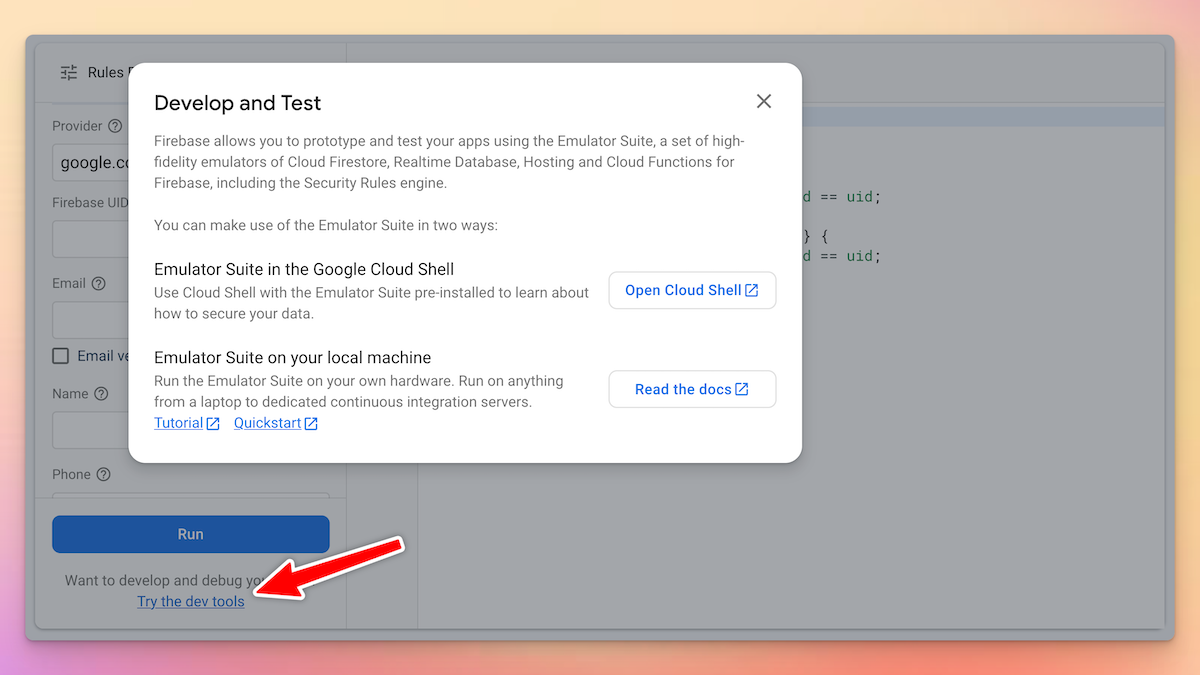 Rules
Develop and Test
Firebase allows you to prototype and test your apps using the Emulator Suite, a set of high-
fidelity emulators of Cloud Firestore, Realtime Database, Hosting and Cloud Functions for
Firebase, including the Security Rules engine.
You can make use of the Emulator Suite in two ways:
Emulator Suite in the Google Cloud Shell
Use Cloud Shell with the Emulator Suite pre-installed to learn about
how to secure your data.
Open Cloud Shell
Emulator Suite on your local machine
Run the Emulator Suite on your own hardware. Run on anything
from a laptop to dedicated continuous integration servers.
Tutorial Quickstart
Read the docs
Provider
google.co
Firebase UID
Email
Email ve
Name
Phone
Run
Want to develop and debug yo
Try the dev tools
d == uid;
} {
d == uid;